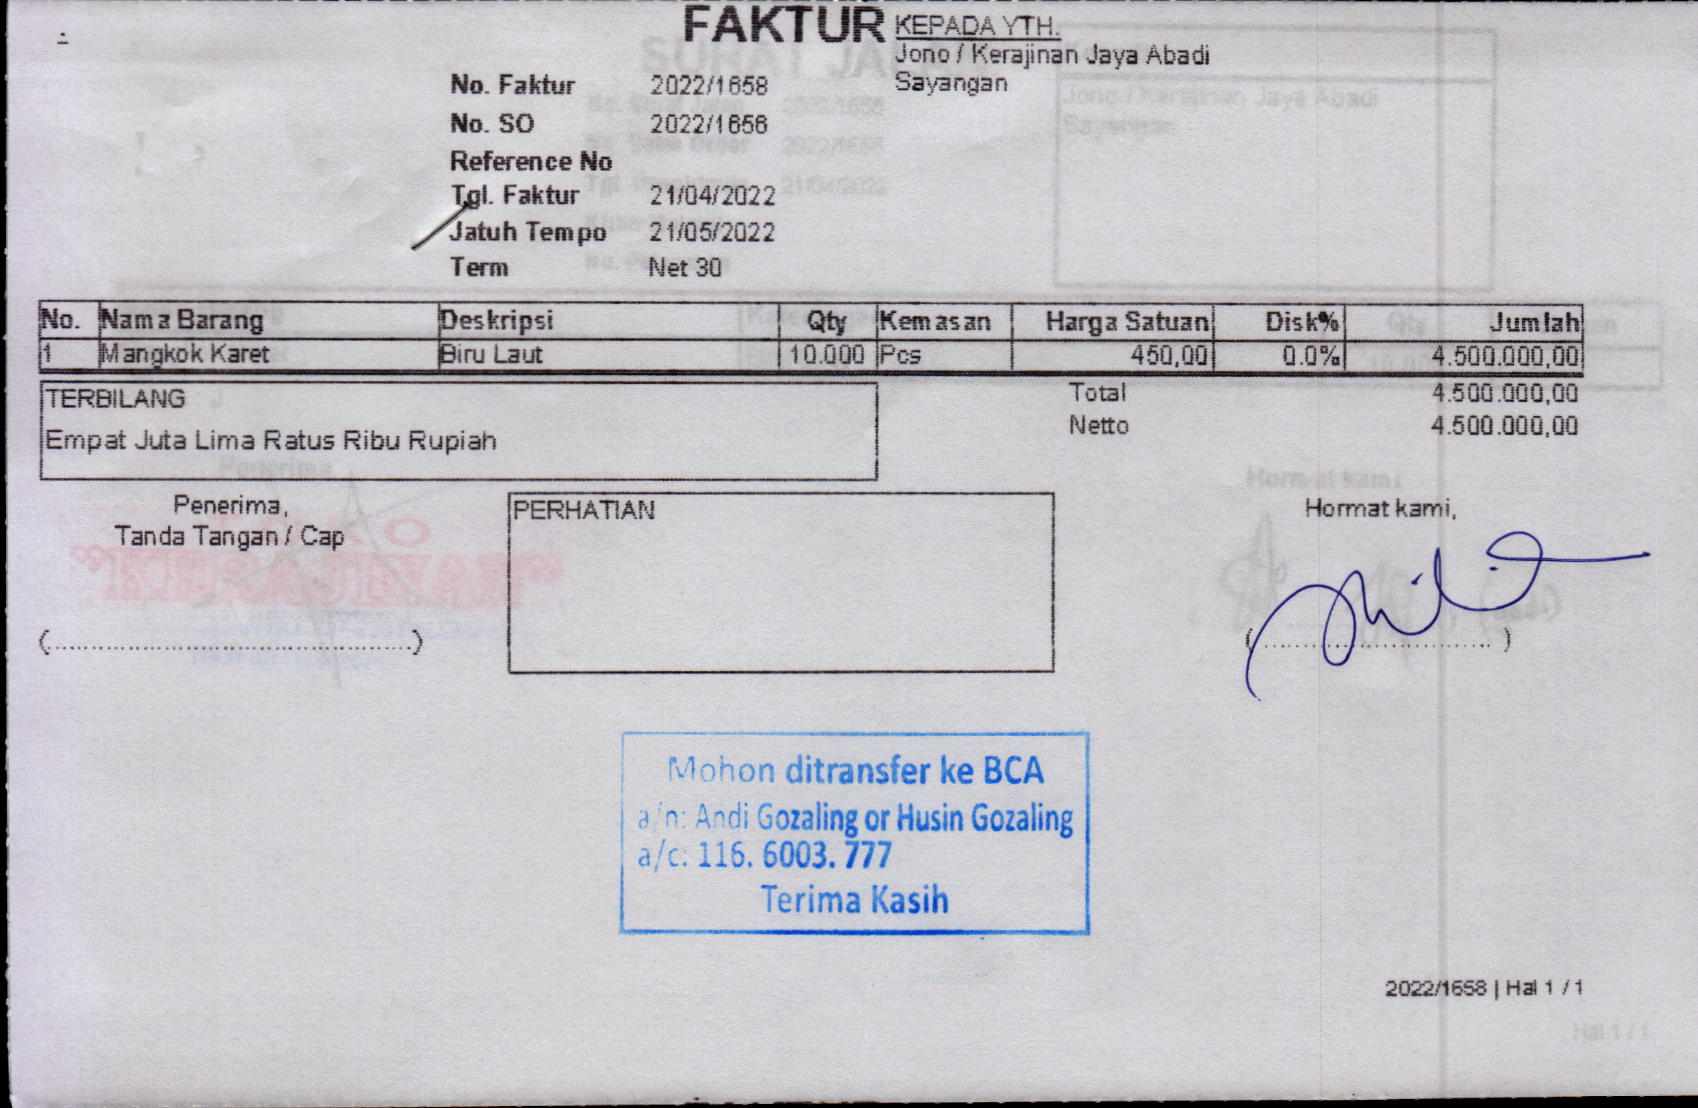 FAKTUR
KEPADA YTH.
Jono / Kerajinan Jaya Abadi
Sayangan
No. Faktur 2022/1658
No. SO 2022/1656
Reference No
Tgl. Faktur 21/04/2022
Jatuh Tempo 21/05/2022
Term Net 30
No. Nama Barang Deskripsi Qty Kemasan Harga Satuan Disk% Jumlah
1 Mangkok Karet Biru Laut 10.000 Pcs 450,00 0.0% 4.500.000,00
TERBILANG
Empat Juta Lima Ratus Ribu Rupiah
Total 4.500.000,00
Netto 4.500.000,00
Penerima,
Tanda Tangan / Cap
(.............................................)
PERHATIAN
Hormat kami,
(................................)
Mohon ditransfer ke BCA
a/n: Andi Gozaling or Husin Gozaling
a/c: 116. 6003. 777
Terima Kasih
2022/1658 | Hal 1 / 1